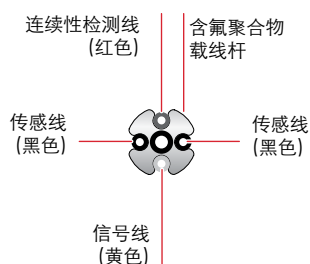 连续性检测线
(红色)
含氟聚合物
载线杆
传感线
(黑色)
传感线
(黑色)
信号线
(黄色)